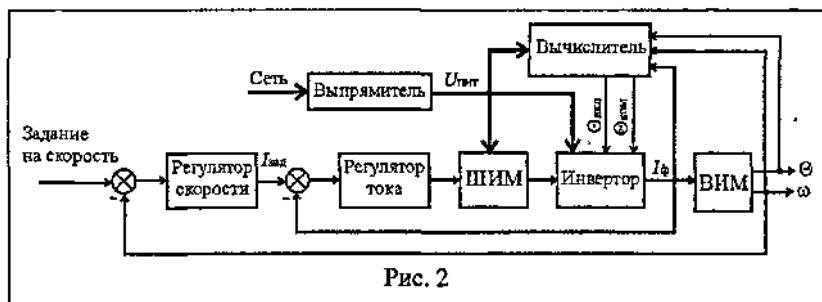 Вычислитель
Сеть
Выпрямитель
Uпит
Θвкл
Θком
Задание
на скорость
Регулятор
скорости
Iзад
Регулятор
тока
ШИМ
Инвертор
Iф
ВИМ
Θ
ω
-
-
Рис. 2